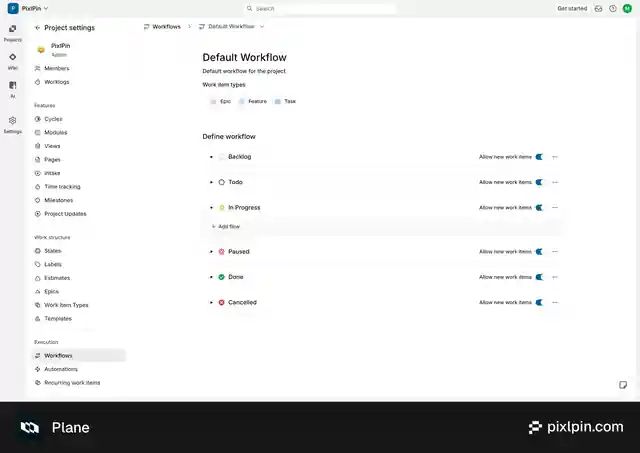 PixlPin
Search
Get started
Projects
Wiki
AI
Settings
Project settings
PixlPin
Admin
Members
Worklogs
Features
Cycles
Modules
Views
Pages
Intake
Time tracking
Milestones
Project Updates
Work structure
States
Labels
Estimates
Epics
Work Item Types
Templates
Execution
Workflows
Automations
Recurring work items
Workflows > Default Workflow
Default Workflow
Default workflow for the project
Work item types
Epic Feature Task
Define workflow
Backlog Allow new work items
Todo Allow new work items
In Progress Allow new work items
+ Add flow
Paused Allow new work items
Done Allow new work items
Cancelled Allow new work items
Plane
pixlpin.com